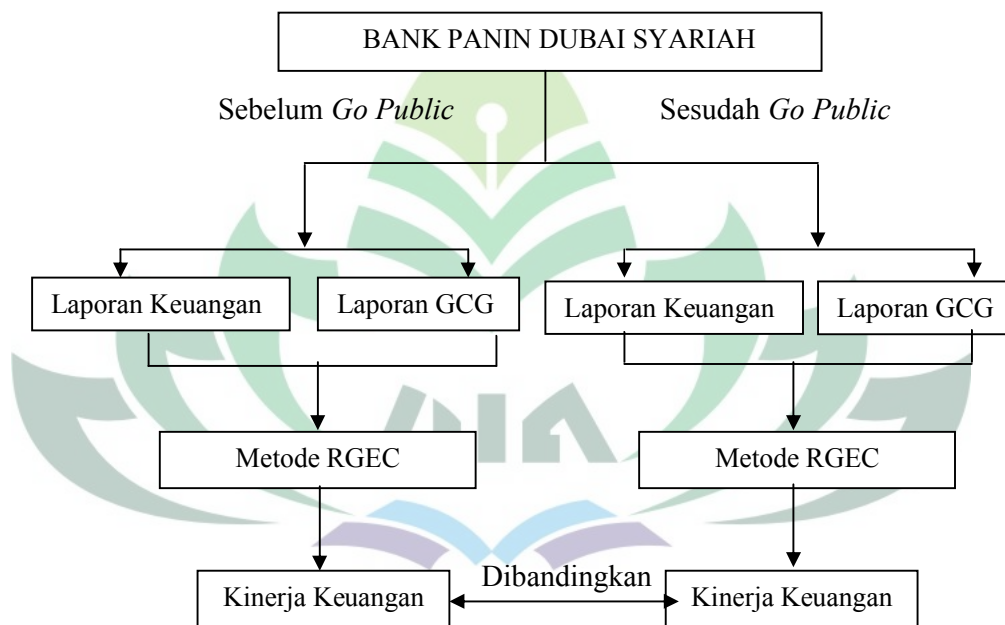 BANK PANIN DUBAI SYARIAH
Sebelum Go Public
Sesudah Go Public
Laporan Keuangan
Laporan GCG
Laporan Keuangan
Laporan GCG
Metode RGEC
Metode RGEC
Kinerja Keuangan
Dibandingkan
Kinerja Keuangan